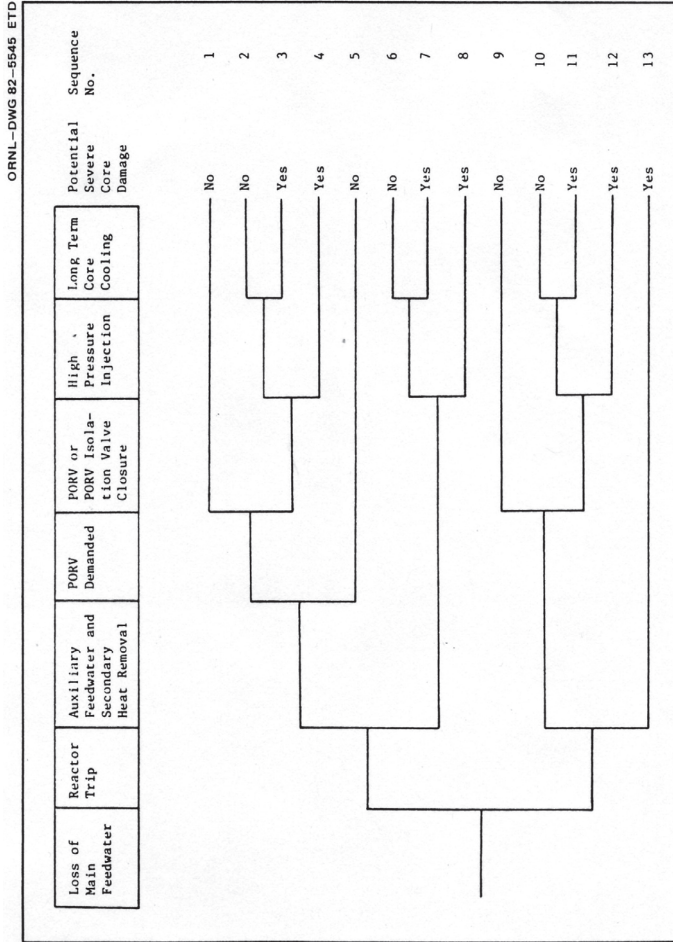 ORNL-DWG 82-5545 ETD
Loss of
Main
Feedwater
Reactor
Trip
Auxiliary
Feedwater and
Secondary
Heat Removal
PORV
Demanded
PORV or
PORV Isola-
tion Valve
Closure
High
Pressure
Injection
Long Term
Core
Cooling
Potential
Severe
Core
Damage
Sequence
No.
No 1
No 2
Yes 3
Yes 4
No 5
No 6
Yes 7
Yes 8
No 9
No 10
Yes 11
Yes 12
Yes 13